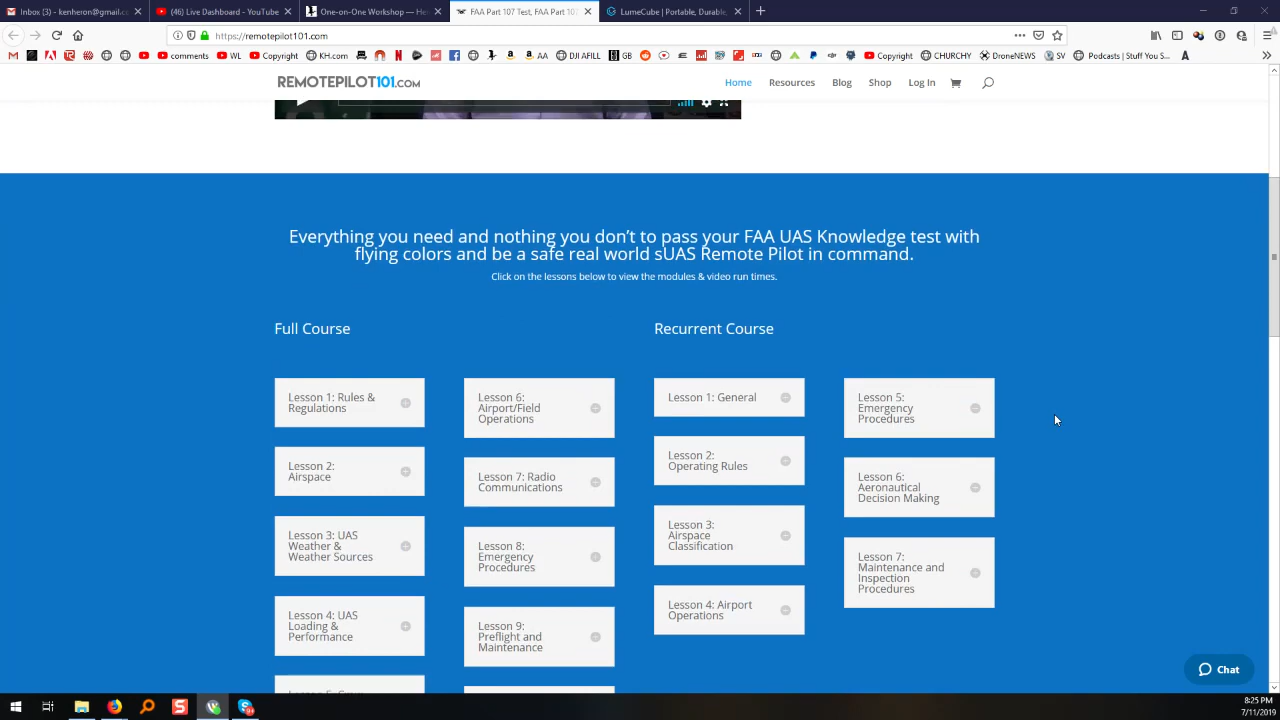 Inbox (3) - kenheron@gmail.c
(46) Live Dashboard - YouTube
One-on-One Workshop — He
FAA Part 107 Test, FAA Part 107
LumeCube | Portable, Durable,
https://remotepilot101.com
comments
WL
Copyright
KH.com
AA
DJI AFILL
GB
Copyright
CHURCHY
DroneNEWS
SV
Podcasts | Stuff You S...
REMOTEPILOT101.COM
Home
Resources
Blog
Shop
Log In
Everything you need and nothing you don't to pass your FAA UAS Knowledge test with
flying colors and be a safe real world sUAS Remote Pilot in command.
Click on the lessons below to view the modules & video run times.
Full Course
Lesson 1: Rules &
Regulations
Lesson 2:
Airspace
Lesson 3: UAS
Weather &
Weather Sources
Lesson 4: UAS
Loading &
Performance
Lesson 6:
Airport/Field
Operations
Lesson 7: Radio
Communications
Lesson 8:
Emergency
Procedures
Lesson 9:
Preflight and
Maintenance
Recurrent Course
Lesson 1: General
Lesson 2:
Operating Rules
Lesson 3:
Airspace
Classification
Lesson 4: Airport
Operations
Lesson 5:
Emergency
Procedures
Lesson 6:
Aeronautical
Decision Making
Lesson 7:
Maintenance and
Inspection
Procedures
Chat
8:25 PM
7/11/2019